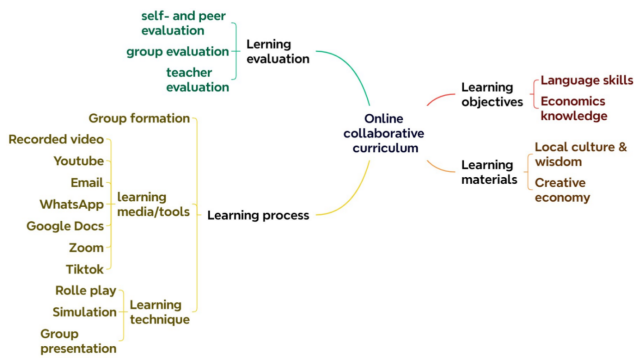 self- and peer
evaluation
group evaluation
teacher
evaluation
Lerning
evaluation
Online
collaborative
curriculum
Learning
objectives
Language skills
Economics
knowledge
Learning
materials
Local culture &
wisdom
Creative
economy
Learning process
Group formation
learning
media/tools
Recorded video
Youtube
Email
WhatsApp
Google Docs
Zoom
Tiktok
Learning
technique
Rolle play
Simulation
Group
presentation